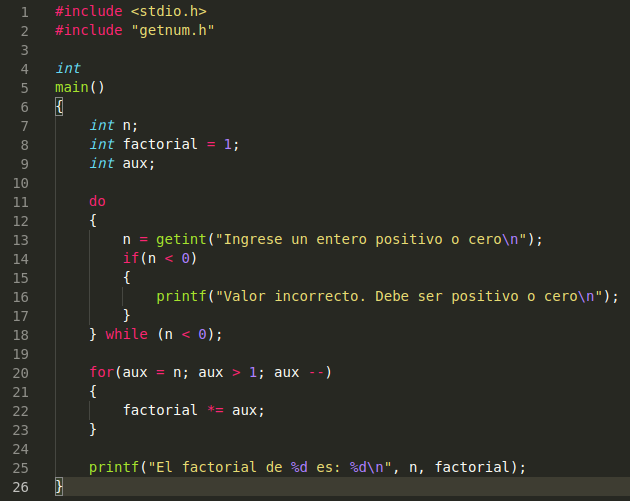 1 #include <stdio.h>
2 #include "getnum.h"
3
4 int
5 main()
6 {
7     int n;
8     int factorial = 1;
9     int aux;
10
11     do
12     {
13         n = getint("Ingrese un entero positivo o cero\n");
14         if(n < 0)
15         {
16             printf("Valor incorrecto. Debe ser positivo o cero\n");
17         }
18     } while (n < 0);
19
20     for(aux = n; aux > 1; aux --)
21     {
22         factorial *= aux;
23     }
24
25     printf("El factorial de %d es: %d\n", n, factorial);
26 }